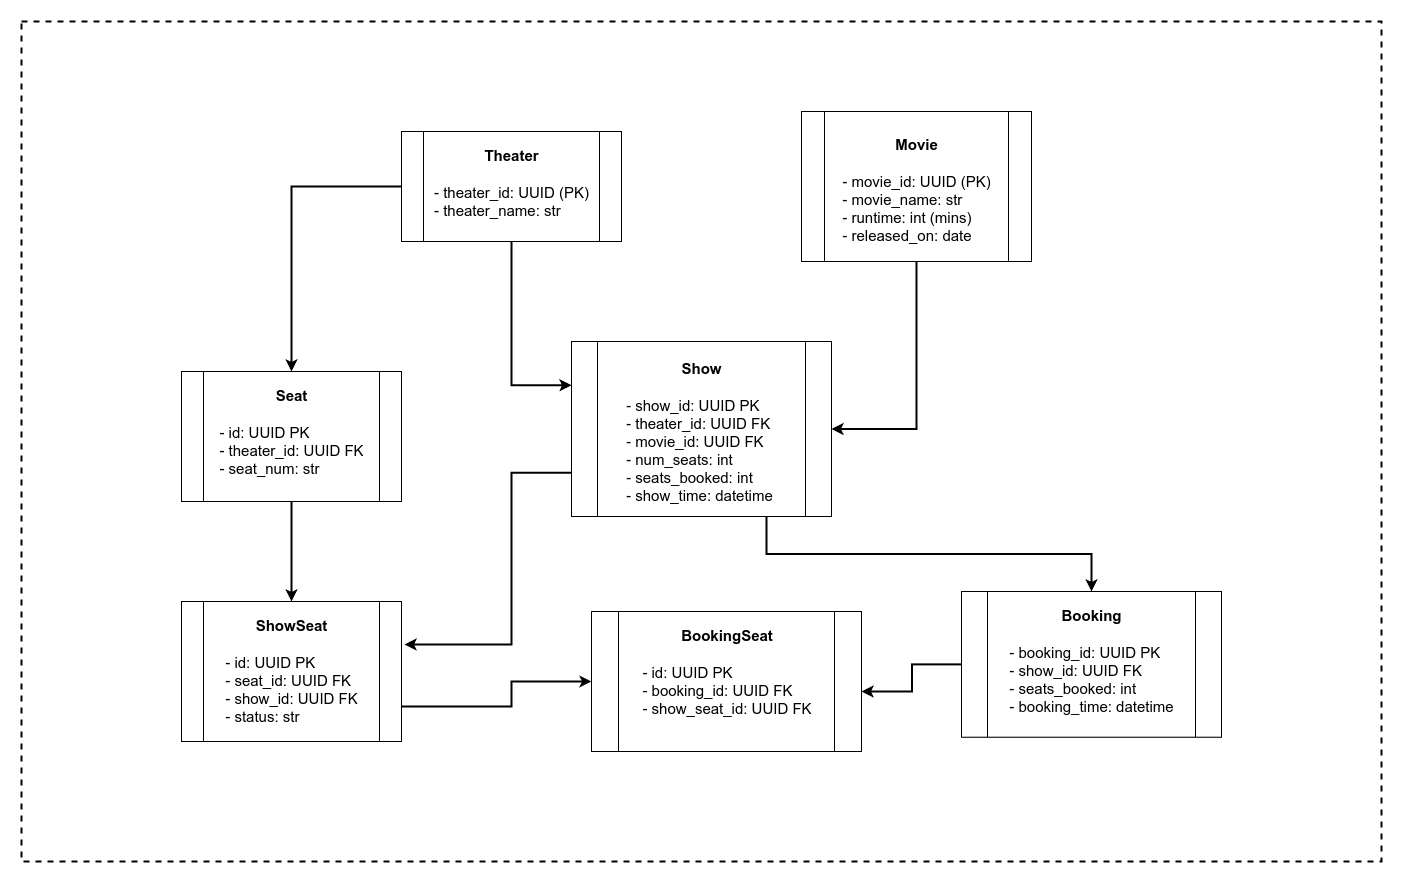 Theater
- theater_id: UUID (PK)
- theater_name: str
Movie
- movie_id: UUID (PK)
- movie_name: str
- runtime: int (mins)
- released_on: date
Seat
- id: UUID PK
- theater_id: UUID FK
- seat_num: str
Show
- show_id: UUID PK
- theater_id: UUID FK
- movie_id: UUID FK
- num_seats: int
- seats_booked: int
- show_time: datetime
ShowSeat
- id: UUID PK
- seat_id: UUID FK
- show_id: UUID FK
- status: str
BookingSeat
- id: UUID PK
- booking_id: UUID FK
- show_seat_id: UUID FK
Booking
- booking_id: UUID PK
- show_id: UUID FK
- seats_booked: int
- booking_time: datetime